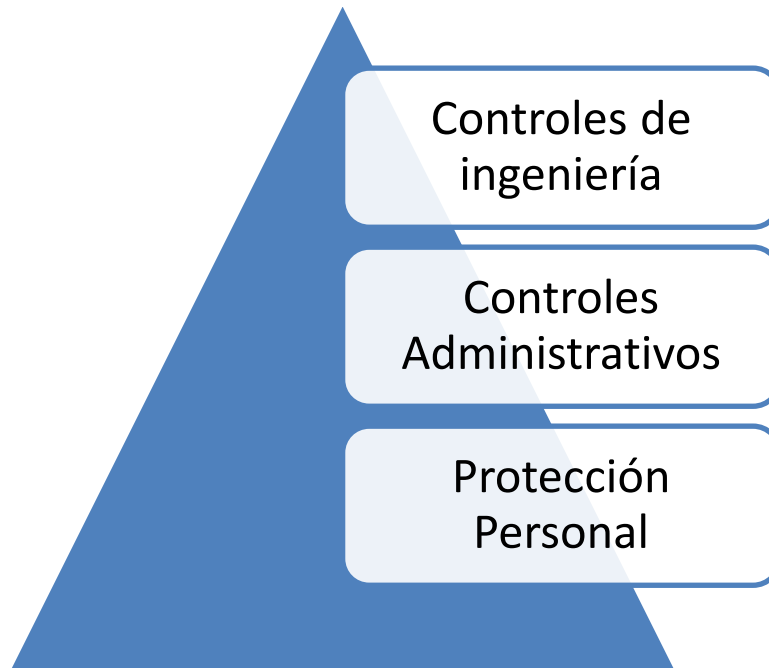 Controles de
ingeniería
Controles
Administrativos
Protección
Personal